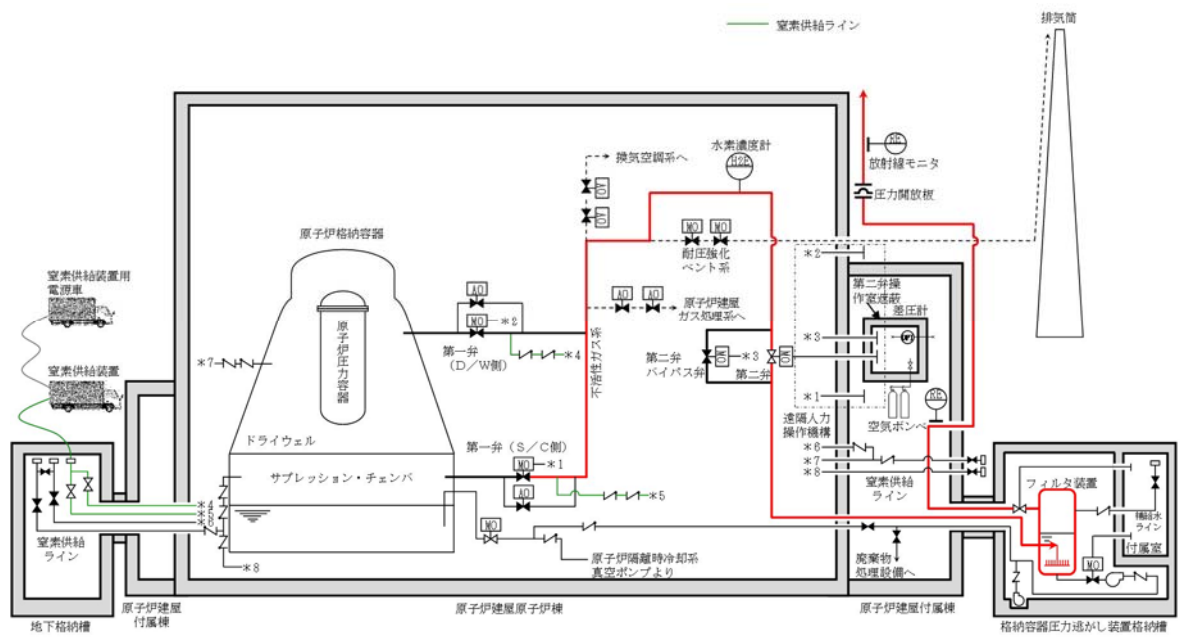 窒素供給ライン
排気筒
水素濃度計
H2E
換気空調系へ
RE
放射線モニタ
圧力開放板
AO
AO
原子炉格納容器
MO
MO
耐圧強化
ベント系
*2
窒素供給装置用
電源車
原子炉圧力容器
AO
MO
*2
AO
AO
原子炉建屋
ガス処理系へ
第二弁操
作室遮蔽
差圧計
*3
*7
第一弁
(D/W側)
*4
不活性ガス系
第二弁
バイパス弁
MO
*3
第二弁
MO
窒素供給装置
*1
RE
遠隔人力
操作機構
空気ボンベ
ドライウェル
第一弁(S/C側)
MO
*1
*6
*7
*8
窒素供給
ライン
サプレッション・チェンバ
AO
*5
フィルタ装置
補給水
ライン
付属室
*4
*5
窒素供給
ライン
MO
*8
原子炉隔離時冷却系
真空ポンプより
廃棄物
処理設備へ
MO
地下格納槽
原子炉建屋
付属棟
原子炉建屋原子炉棟
原子炉建屋付属棟
格納容器圧力逃がし装置格納槽